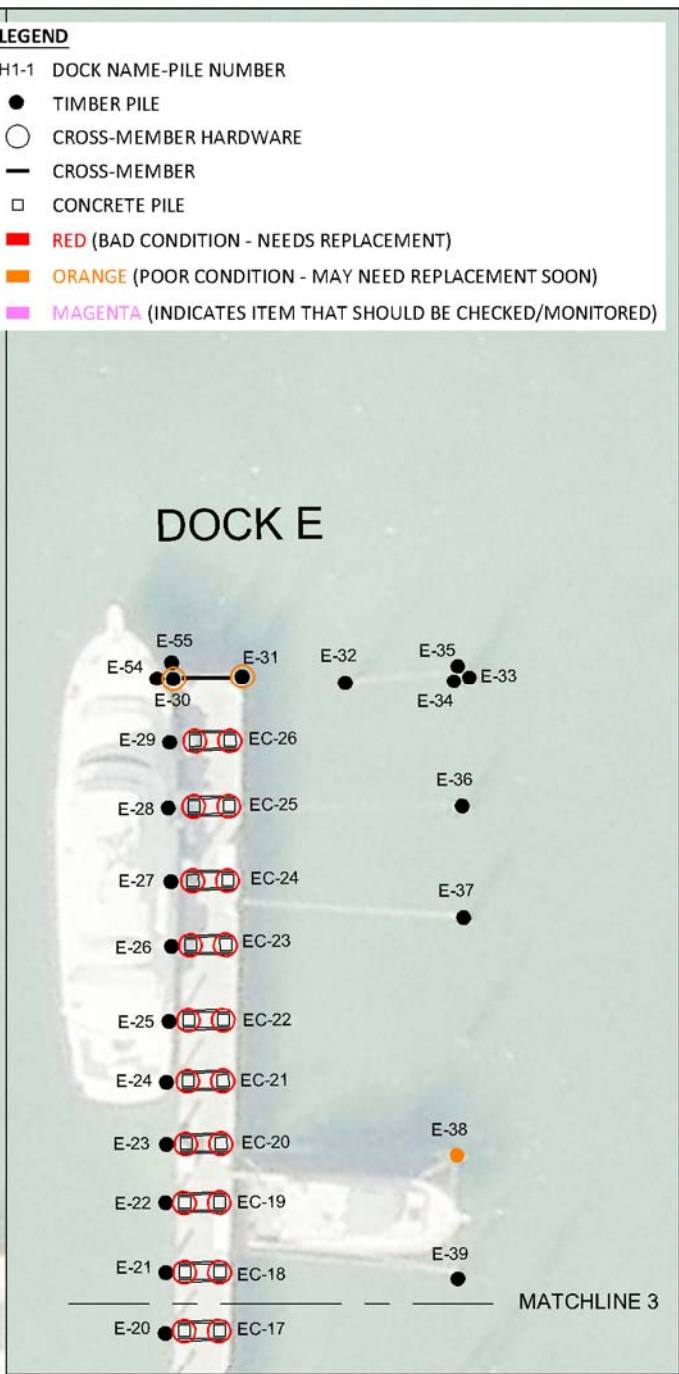 LEGEND
H1-1 DOCK NAME-PILE NUMBER
TIMBER PILE
CROSS-MEMBER HARDWARE
CROSS-MEMBER
CONCRETE PILE
RED (BAD CONDITION - NEEDS REPLACEMENT)
ORANGE (POOR CONDITION - MAY NEED REPLACEMENT SOON)
MAGENTA (INDICATES ITEM THAT SHOULD BE CHECKED/MONITORED)
DOCK E
E-55
E-54
E-30
E-31
E-32
E-35
E-33
E-34
E-29 EC-26
E-28 EC-25
E-36
E-27 EC-24
E-37
E-26 EC-23
E-25 EC-22
E-24 EC-21
E-23 EC-20
E-38
E-22 EC-19
E-21 EC-18
E-39
MATCHLINE 3
E-20 EC-17